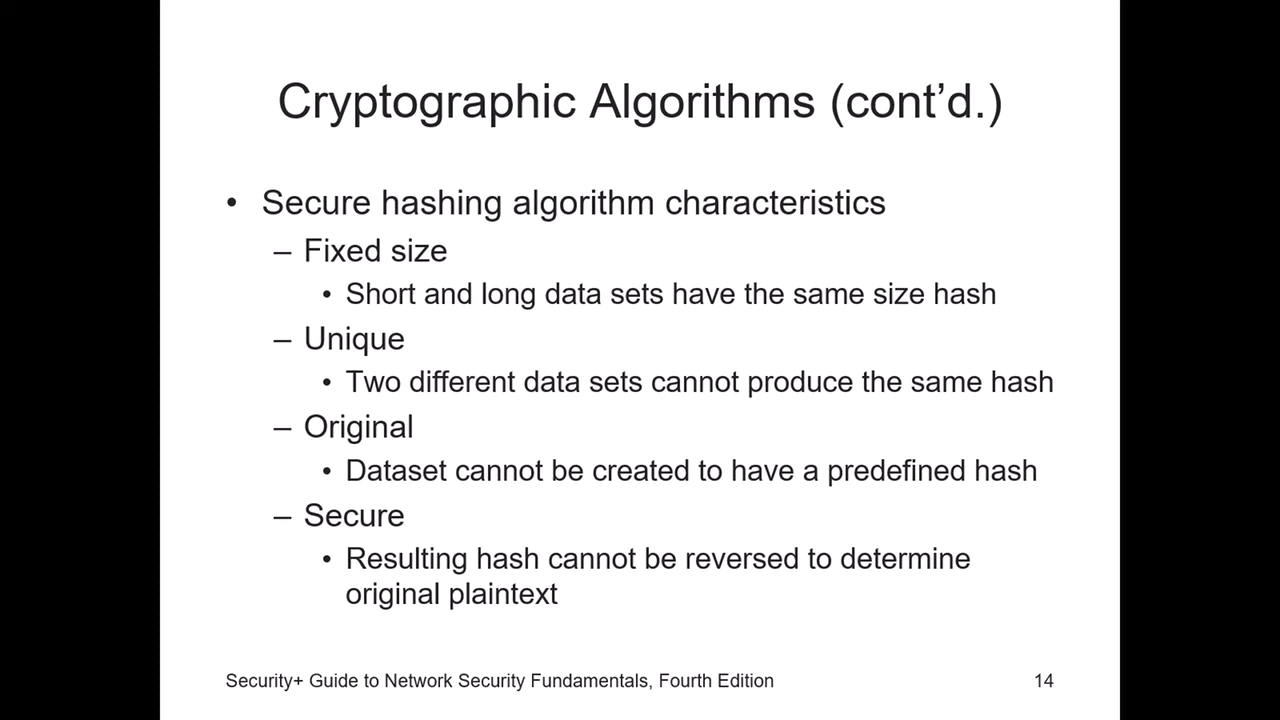 Cryptographic Algorithms (cont’d.)
• Secure hashing algorithm characteristics
– Fixed size
• Short and long data sets have the same size hash
– Unique
• Two different data sets cannot produce the same hash
– Original
• Dataset cannot be created to have a predefined hash
– Secure
• Resulting hash cannot be reversed to determine
original plaintext
Security+ Guide to Network Security Fundamentals, Fourth Edition 14